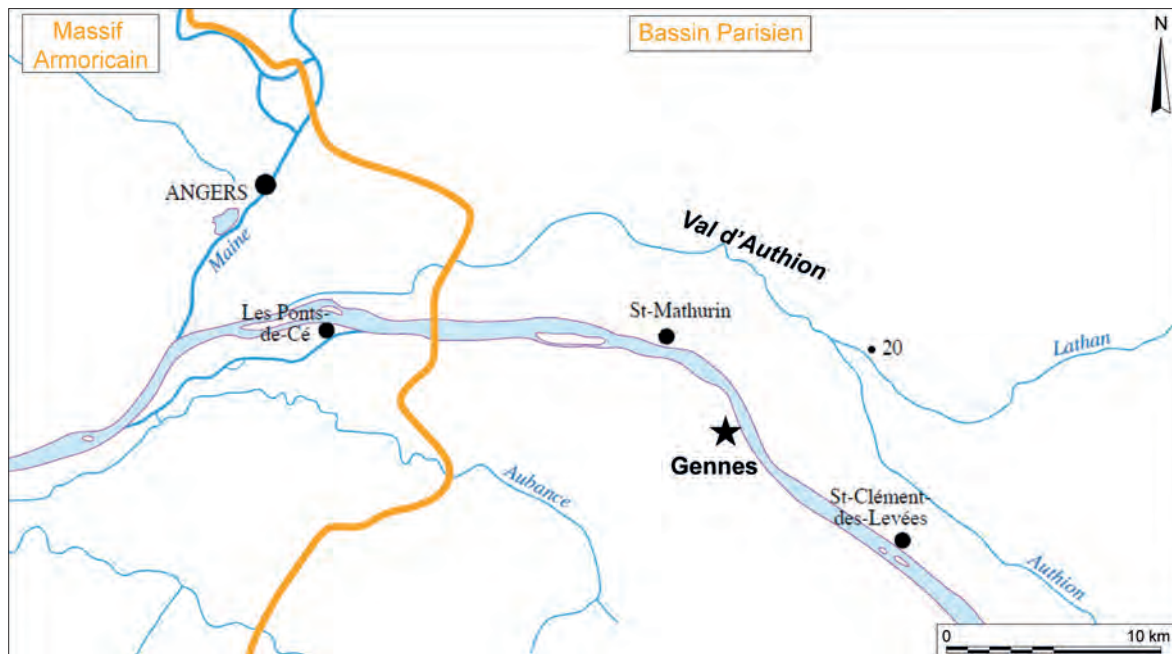 Massif
Armoricain
Bassin Parisien
N
ANGERS
Maine
Val d'Authion
Les Ponts-
de-Cé
St-Mathurin
20
Lathan
Gennes
Aubance
St-Clément-
des-Levées
Authion
0 10 km